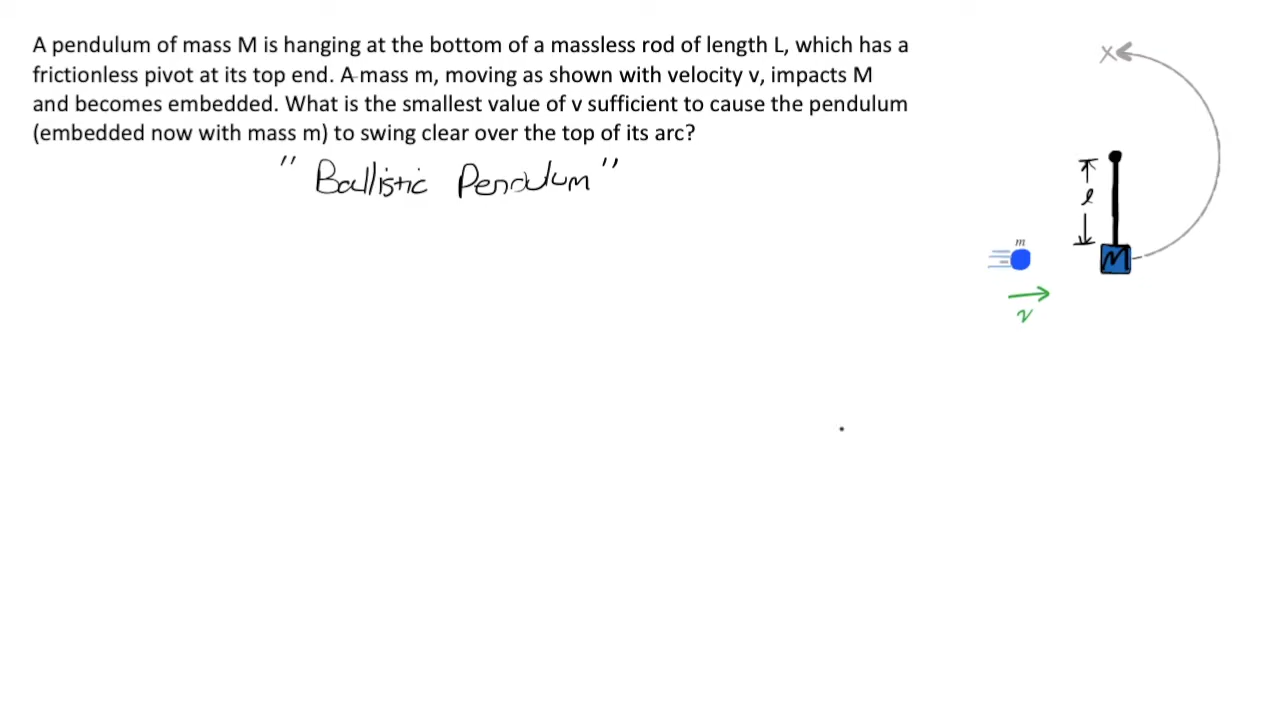 A pendulum of mass M is hanging at the bottom of a massless rod of length L, which has a
frictionless pivot at its top end. A mass m, moving as shown with velocity v, impacts M
and becomes embedded. What is the smallest value of v sufficient to cause the pendulum
(embedded now with mass m) to swing clear over the top of its arc?
"Ballistic Pendulum"
X
l
m
M
v